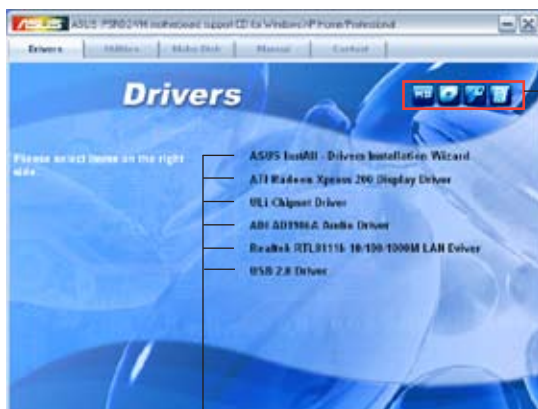 ASUS P5RD2-VM motherboard support CD for Windows XP Home/Professional
Drivers Utilities Make Disk Manual Contact
Drivers
Please select items on the right side.
ASUS InstAll - Drivers Installation Wizard
ATI Radeon Xpress 200 Display Driver
ULi Chipset Driver
ADI AD1986A Audio Driver
Realtek RTL8111b 10/100/1000M LAN Driver
USB 2.0 Driver